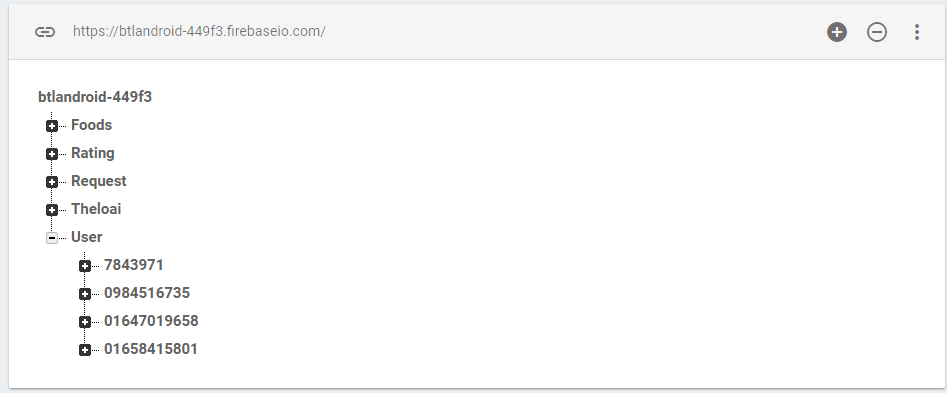 https://btlandroid-449f3.firebaseio.com/
btlandroid-449f3
Foods
Rating
Request
Theloai
User
7843971
0984516735
01647019658
01658415801